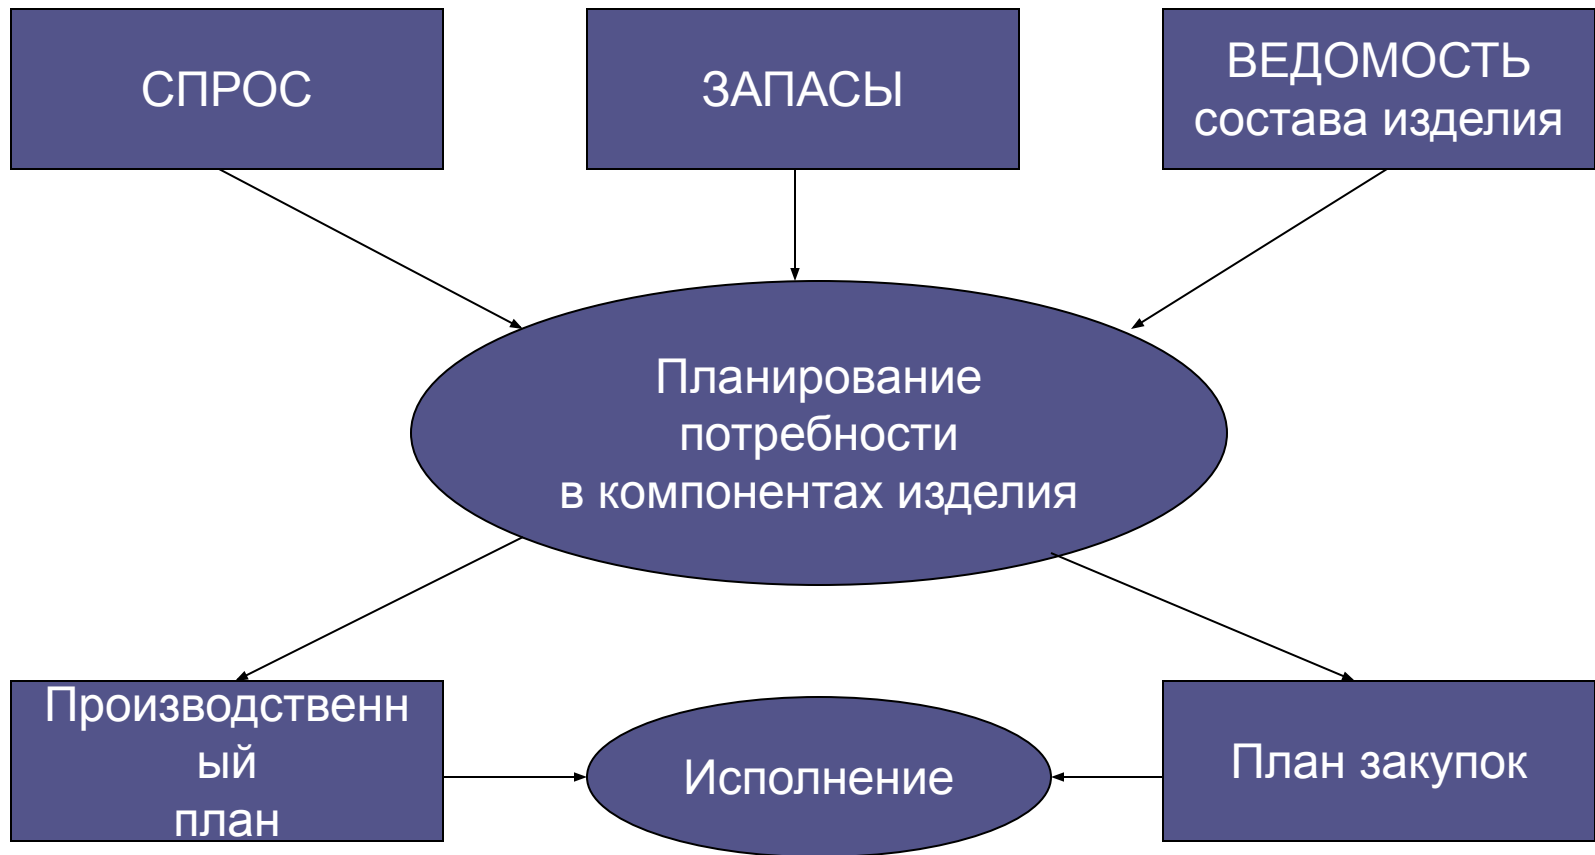 СПРОС
ЗАПАСЫ
ВЕДОМОСТЬ
состава изделия
Планирование
потребности
в компонентах изделия
Производственн
ый
план
Исполнение
План закупок